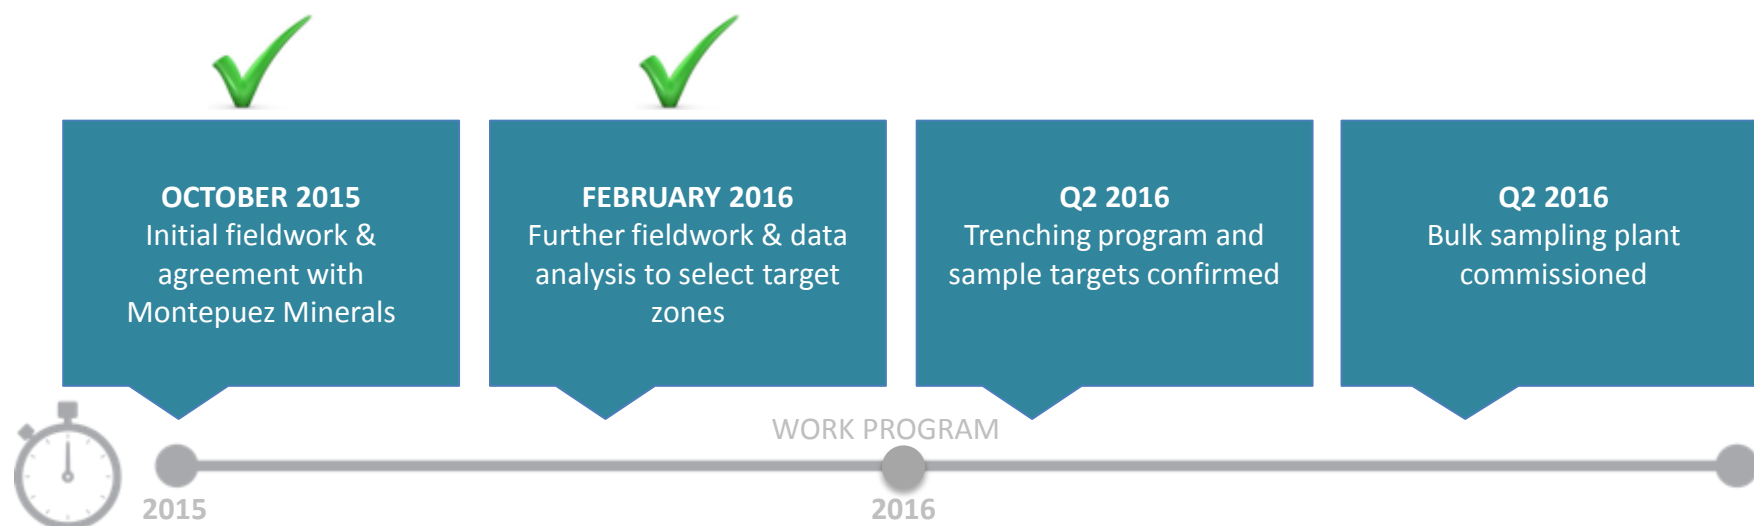 OCTOBER 2015
Initial fieldwork &
agreement with
Montepuez Minerals
FEBRUARY 2016
Further fieldwork & data
analysis to select target
zones
Q2 2016
Trenching program and
sample targets confirmed
Q2 2016
Bulk sampling plant
commissioned
WORK PROGRAM
2015
2016